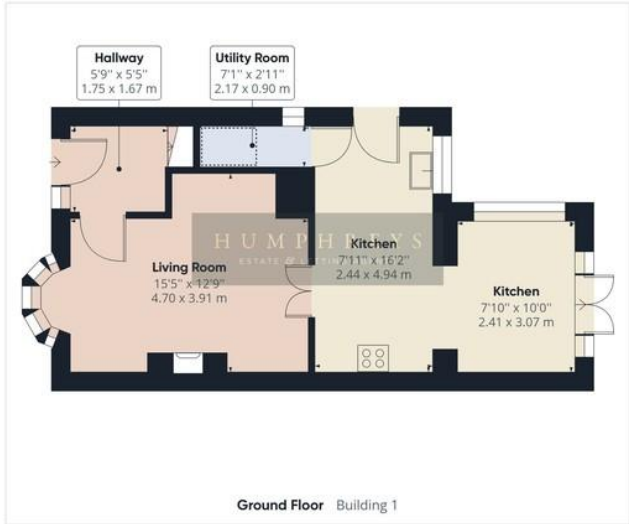 Hallway
5'9" x 5'5"
1.75 x 1.67 m
Utility Room
7'1" x 2'11"
2.17 x 0.90 m
HUMPHREYS
ESTATE & LETTING
Living Room
15'5" x 12'9"
4.70 x 3.91 m
Kitchen
7'11" x 16'2"
2.44 x 4.94 m
Kitchen
7'10" x 10'0"
2.41 x 3.07 m
Ground Floor Building 1